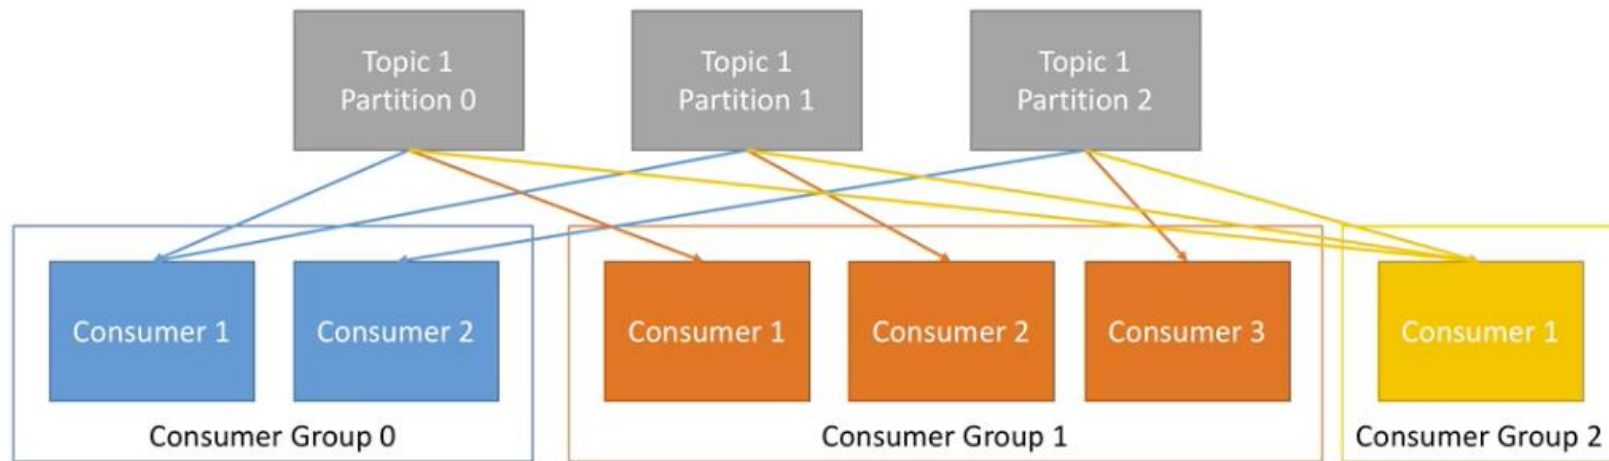 Topic 1
Partition 0
Topic 1
Partition 1
Topic 1
Partition 2
Consumer 1
Consumer 2
Consumer 1
Consumer 2
Consumer 3
Consumer 1
Consumer Group 0
Consumer Group 1
Consumer Group 2